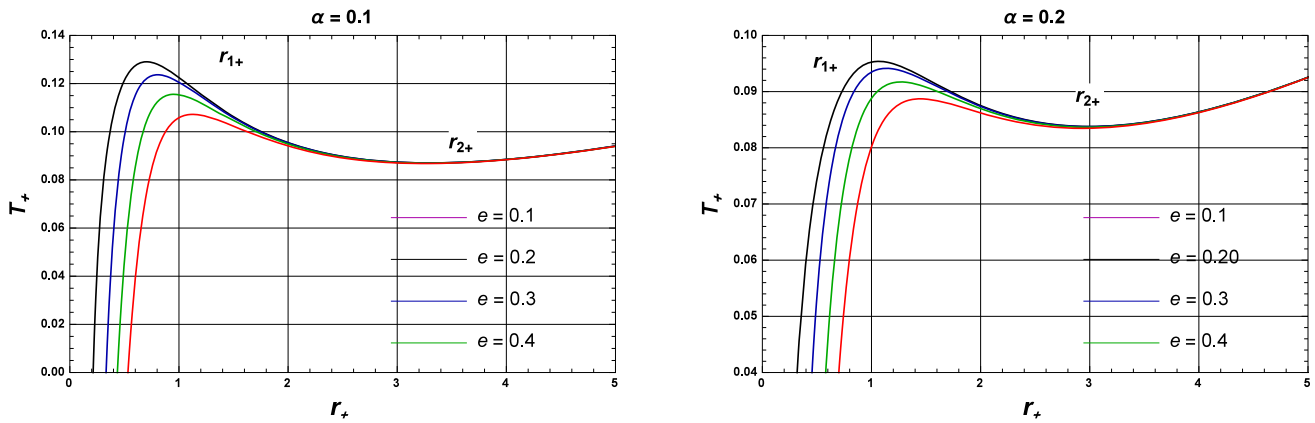 α = 0.1
0.14
0.12
0.10
0.08
0.06
0.04
0.02
0.00
T₊
r₁₊
r₂₊
e = 0.1
e = 0.2
e = 0.3
e = 0.4
0 1 2 3 4 5
r₊
α = 0.2
0.10
0.09
0.08
0.07
0.06
0.05
0.04
T₊
r₁₊
r₂₊
e = 0.1
e = 0.20
e = 0.3
e = 0.4
0 1 2 3 4 5
r₊